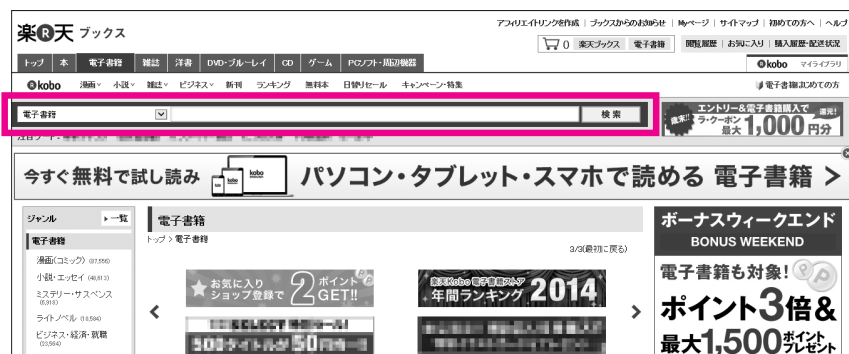 楽天 ブックス
アフィリエイトリンクを作成 | ブックスからのお知らせ | Myページ | サイトマップ | 初めての方へ | ヘルプ
0 楽天ブックス 電子書籍 閲覧履歴 | お気に入り | 購入履歴・配送状況
トップ 本 電子書籍 雑誌 洋書 DVD・ブルーレイ CD ゲーム PCソフト・周辺機器
kobo マイライブラリ
kobo 漫画 小説 雑誌 ビジネス 新刊 ランキング 無料本 日替りセール キャンペーン・特集 電子書籍はじめての方
電子書籍 検索
歳末!! エントリー&電子書籍購入で 還元!
ラ・クーポン 最大1,000円分
注目ワード:
今すぐ無料で試し読み kobo パソコン・タブレット・スマホで読める 電子書籍 >
ジャンル 一覧
電子書籍
漫画(コミック)
小説・エッセイ
ミステリー・サスペンス
ライトノベル
ビジネス・経済・就職
電子書籍
トップ > 電子書籍
3/3(最初に戻る)
お気に入りショップ登録で 2ポイントGET!!
楽天Kobo電子書籍ストア 年間ランキング2014
ボーナスウィークエンド
BONUS WEEKEND
電子書籍も対象!
ポイント3倍&
最大1,500ポイントプレゼント